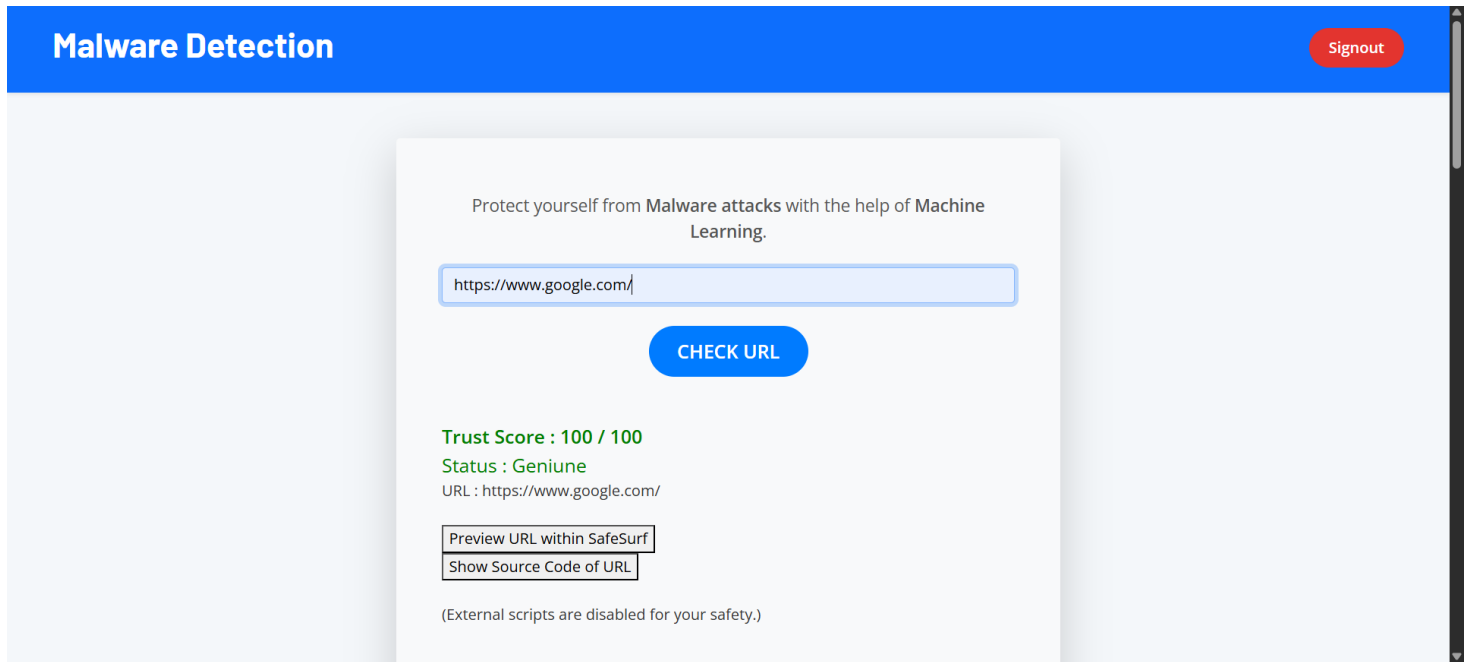 Malware Detection
Signout
Protect yourself from Malware attacks with the help of Machine
Learning.
https://www.google.com/
CHECK URL
Trust Score : 100 / 100
Status : Geniune
URL : https://www.google.com/
Preview URL within SafeSurf
Show Source Code of URL
(External scripts are disabled for your safety.)